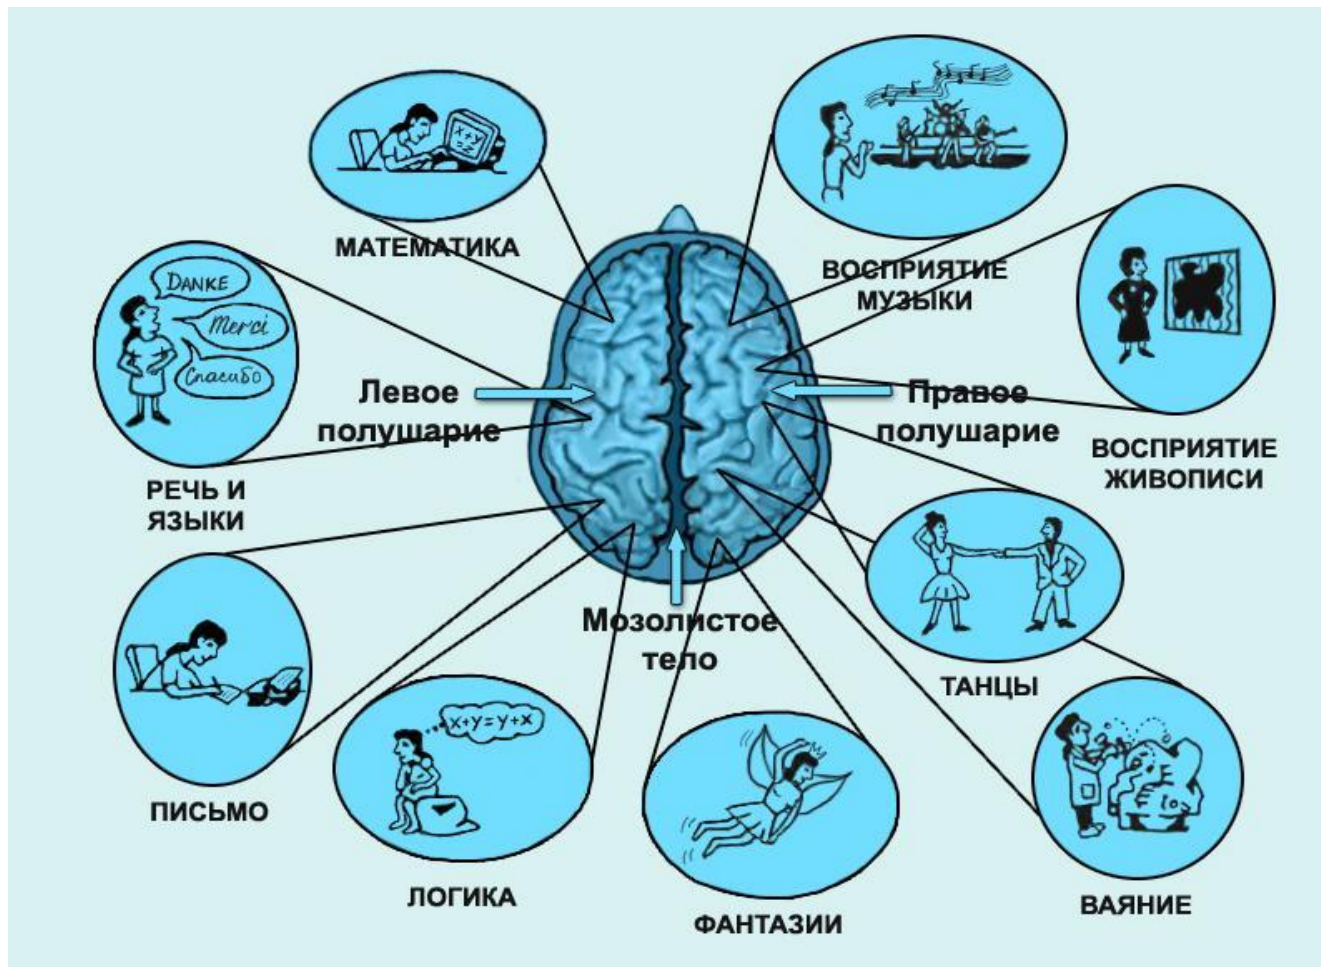 X+Y
=Z
МАТЕМАТИКА
ВОСПРИЯТИЕ
МУЗЫКИ
DANKE
Merci
Спасибо
РЕЧЬ И
ЯЗЫКИ
Левое
полушарие
Правое
полушарие
ВОСПРИЯТИЕ
ЖИВОПИСИ
Мозолистое
тело
ТАНЦЫ
ПИСЬМО
X+Y=Y+X
ЛОГИКА
ФАНТАЗИИ
ВАЯНИЕ